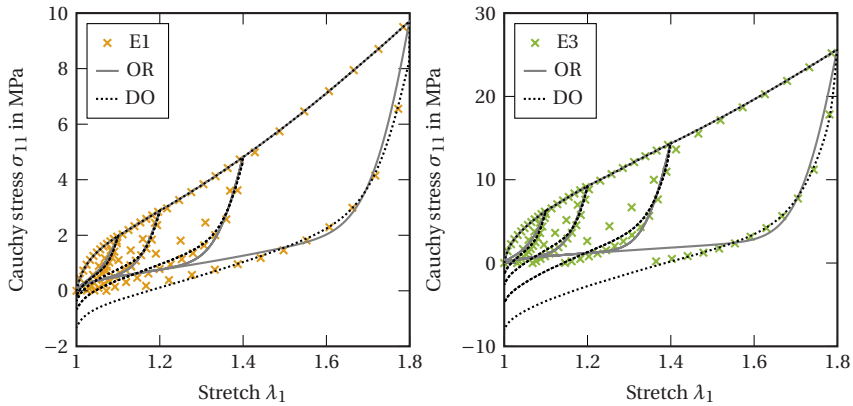 10
8
6
4
2
0
−2
1
1.2
1.4
1.6
1.8
Stretch λ1
Cauchy stress σ11 in MPa
E1
OR
DO
30
20
10
0
−10
1
1.2
1.4
1.6
1.8
Stretch λ1
Cauchy stress σ11 in MPa
E3
OR
DO